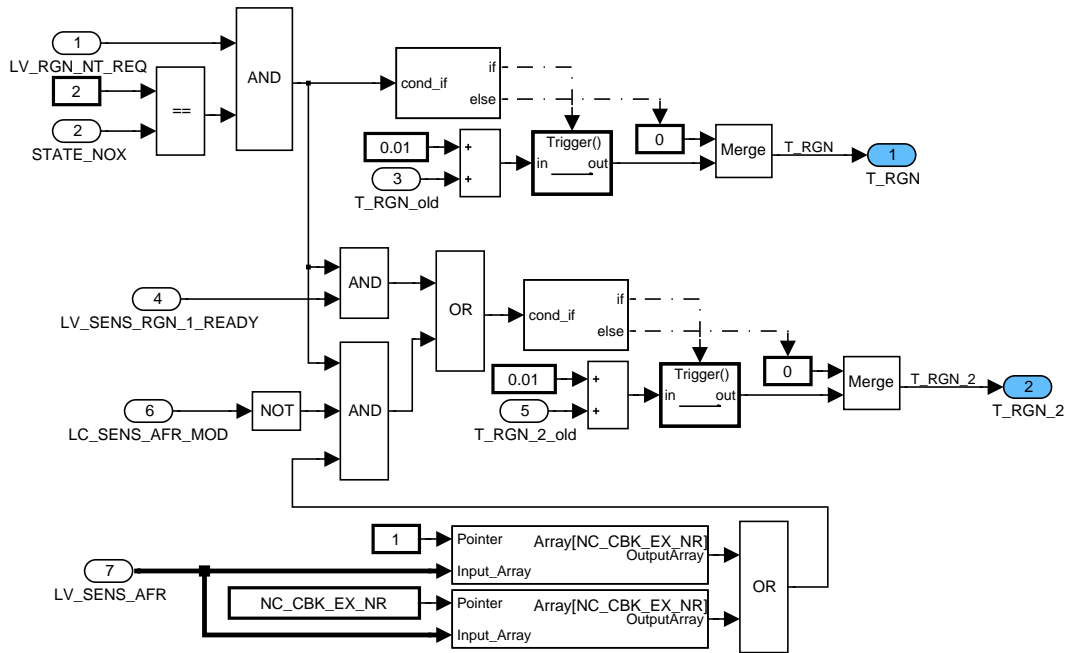 1
LV_RGN_NT_REQ
2
2
STATE_NOX
==
AND
cond_if
if
else
0.01
3
T_RGN_old
+
+
Trigger()
in
out
0
Merge
T_RGN
1
T_RGN
4
LV_SENS_RGN_1_READY
AND
OR
cond_if
if
else
6
LC_SENS_AFR_MOD
NOT
AND
0.01
5
T_RGN_2_old
+
+
Trigger()
in
out
0
Merge
T_RGN_2
2
T_RGN_2
7
LV_SENS_AFR
1
Pointer
Input_Array
Array[NC_CBK_EX_NR]
OutputArray
NC_CBK_EX_NR
Pointer
Input_Array
Array[NC_CBK_EX_NR]
OutputArray
OR